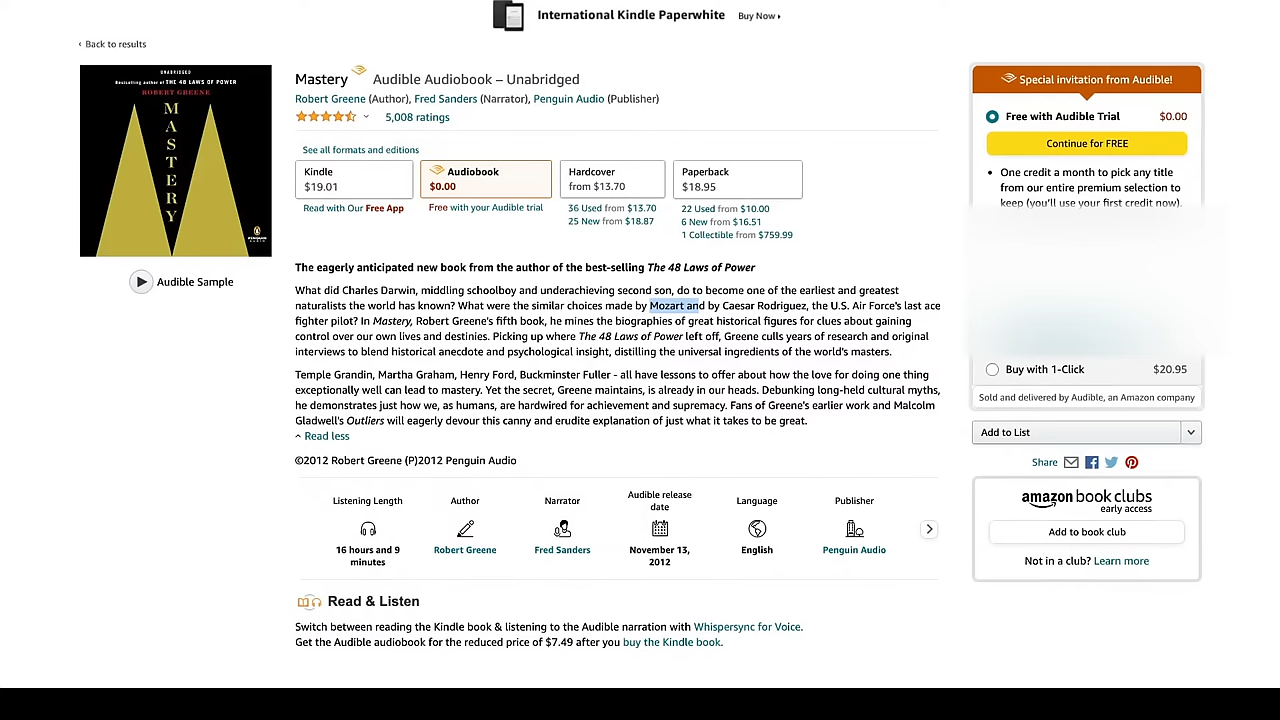 International Kindle Paperwhite Buy Now
‹ Back to results
UNABRIDGED
Bestselling author of THE 48 LAWS OF POWER
ROBERT GREENE
MASTERY
PENGUIN AUDIO
Audible Sample
Mastery Audible Audiobook – Unabridged
Robert Greene (Author), Fred Sanders (Narrator), Penguin Audio (Publisher)
5,008 ratings
See all formats and editions
Kindle
$19.01
Read with Our Free App
Audiobook
$0.00
Free with your Audible trial
Hardcover
from $13.70
36 Used from $13.70
25 New from $18.87
Paperback
$18.95
22 Used from $10.00
6 New from $16.51
1 Collectible from $759.99
The eagerly anticipated new book from the author of the best-selling The 48 Laws of Power
What did Charles Darwin, middling schoolboy and underachieving second son, do to become one of the earliest and greatest
naturalists the world has known? What were the similar choices made by Mozart and by Caesar Rodriguez, the U.S. Air Force's last ace
fighter pilot? In Mastery, Robert Greene's fifth book, he mines the biographies of great historical figures for clues about gaining
control over our own lives and destinies. Picking up where The 48 Laws of Power left off, Greene culls years of research and original
interviews to blend historical anecdote and psychological insight, distilling the universal ingredients of the world's masters.
Temple Grandin, Martha Graham, Henry Ford, Buckminster Fuller - all have lessons to offer about how the love for doing one thing
exceptionally well can lead to mastery. Yet the secret, Greene maintains, is already in our heads. Debunking long-held cultural myths,
he demonstrates just how we, as humans, are hardwired for achievement and supremacy. Fans of Greene's earlier work and Malcolm
Gladwell's Outliers will eagerly devour this canny and erudite explanation of just what it takes to be great.
Read less
©2012 Robert Greene (P)2012 Penguin Audio
Listening Length
16 hours and 9
minutes
Author
Robert Greene
Narrator
Fred Sanders
Audible release
date
November 13,
2012
Language
English
Publisher
Penguin Audio
Read & Listen
Switch between reading the Kindle book & listening to the Audible narration with Whispersync for Voice.
Get the Audible audiobook for the reduced price of $7.49 after you buy the Kindle book.
Special invitation from Audible!
Free with Audible Trial $0.00
Continue for FREE
• One credit a month to pick any title
from our entire premium selection to
keep (you'll use your first credit now).
Buy with 1-Click $20.95
Sold and delivered by Audible, an Amazon company
Add to List
Share
amazon book clubs
early access
Add to book club
Not in a club? Learn more